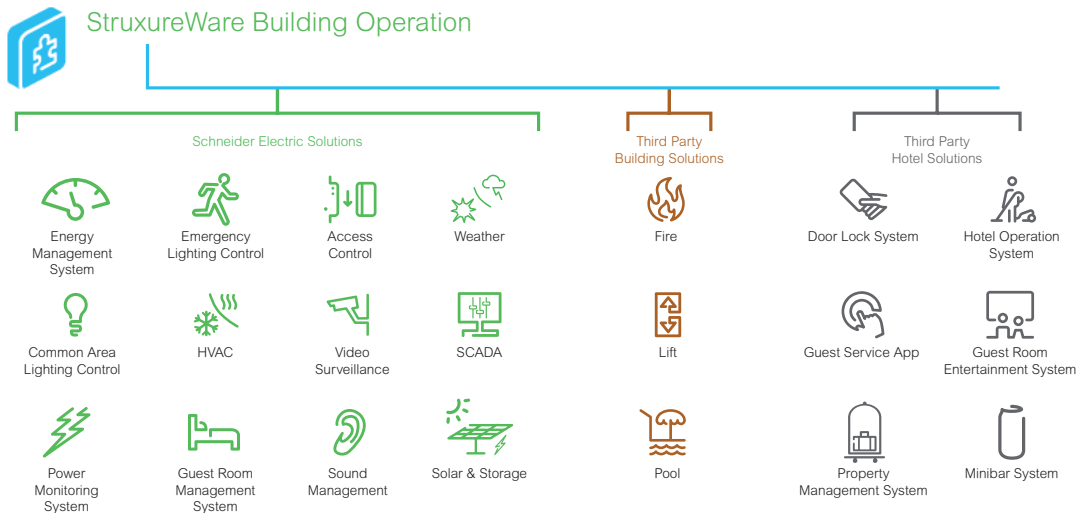 StruxureWare Building Operation
Schneider Electric Solutions
Third Party
Building Solutions
Third Party
Hotel Solutions
Energy
Management
System
Emergency
Lighting Control
Access
Control
Weather
Fire
Door Lock System
Hotel Operation
System
Common Area
Lighting Control
HVAC
Video
Surveillance
SCADA
Lift
Guest Service App
Guest Room
Entertainment System
Power
Monitoring
System
Guest Room
Management
System
Sound
Management
Solar & Storage
Pool
Property
Management System
Minibar System